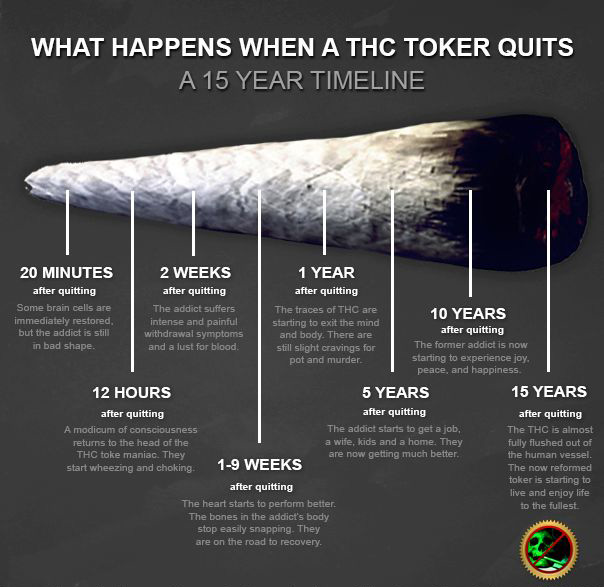 WHAT HAPPENS WHEN A THC TOKER QUITS
A 15 YEAR TIMELINE
20 MINUTES
after quitting
Some brain cells are
immediately restored,
but the addict is still
in bad shape.
12 HOURS
after quitting
A modicum of consciousness
returns to the head of the
THC toke maniac. They
start wheezing and choking.
2 WEEKS
after quitting
The addict suffers
intense and painful
withdrawal symptoms
and a lust for blood.
1-9 WEEKS
after quitting
The heart starts to perform better.
The bones in the addict's body
stop easily snapping. They
are on the road to recovery.
1 YEAR
after quitting
The traces of THC are
starting to exit the mind
and body. There are
still slight cravings for
pot and murder.
5 YEARS
after quitting
The addict starts to get a job,
a wife, kids and a home. They
are now getting much better.
10 YEARS
after quitting
The former addict is now
starting to experience joy,
peace, and happiness.
15 YEARS
after quitting
The THC is almost
fully flushed out of
the human vessel.
The now reformed
toker is starting to
live and enjoy life
to the fullest.